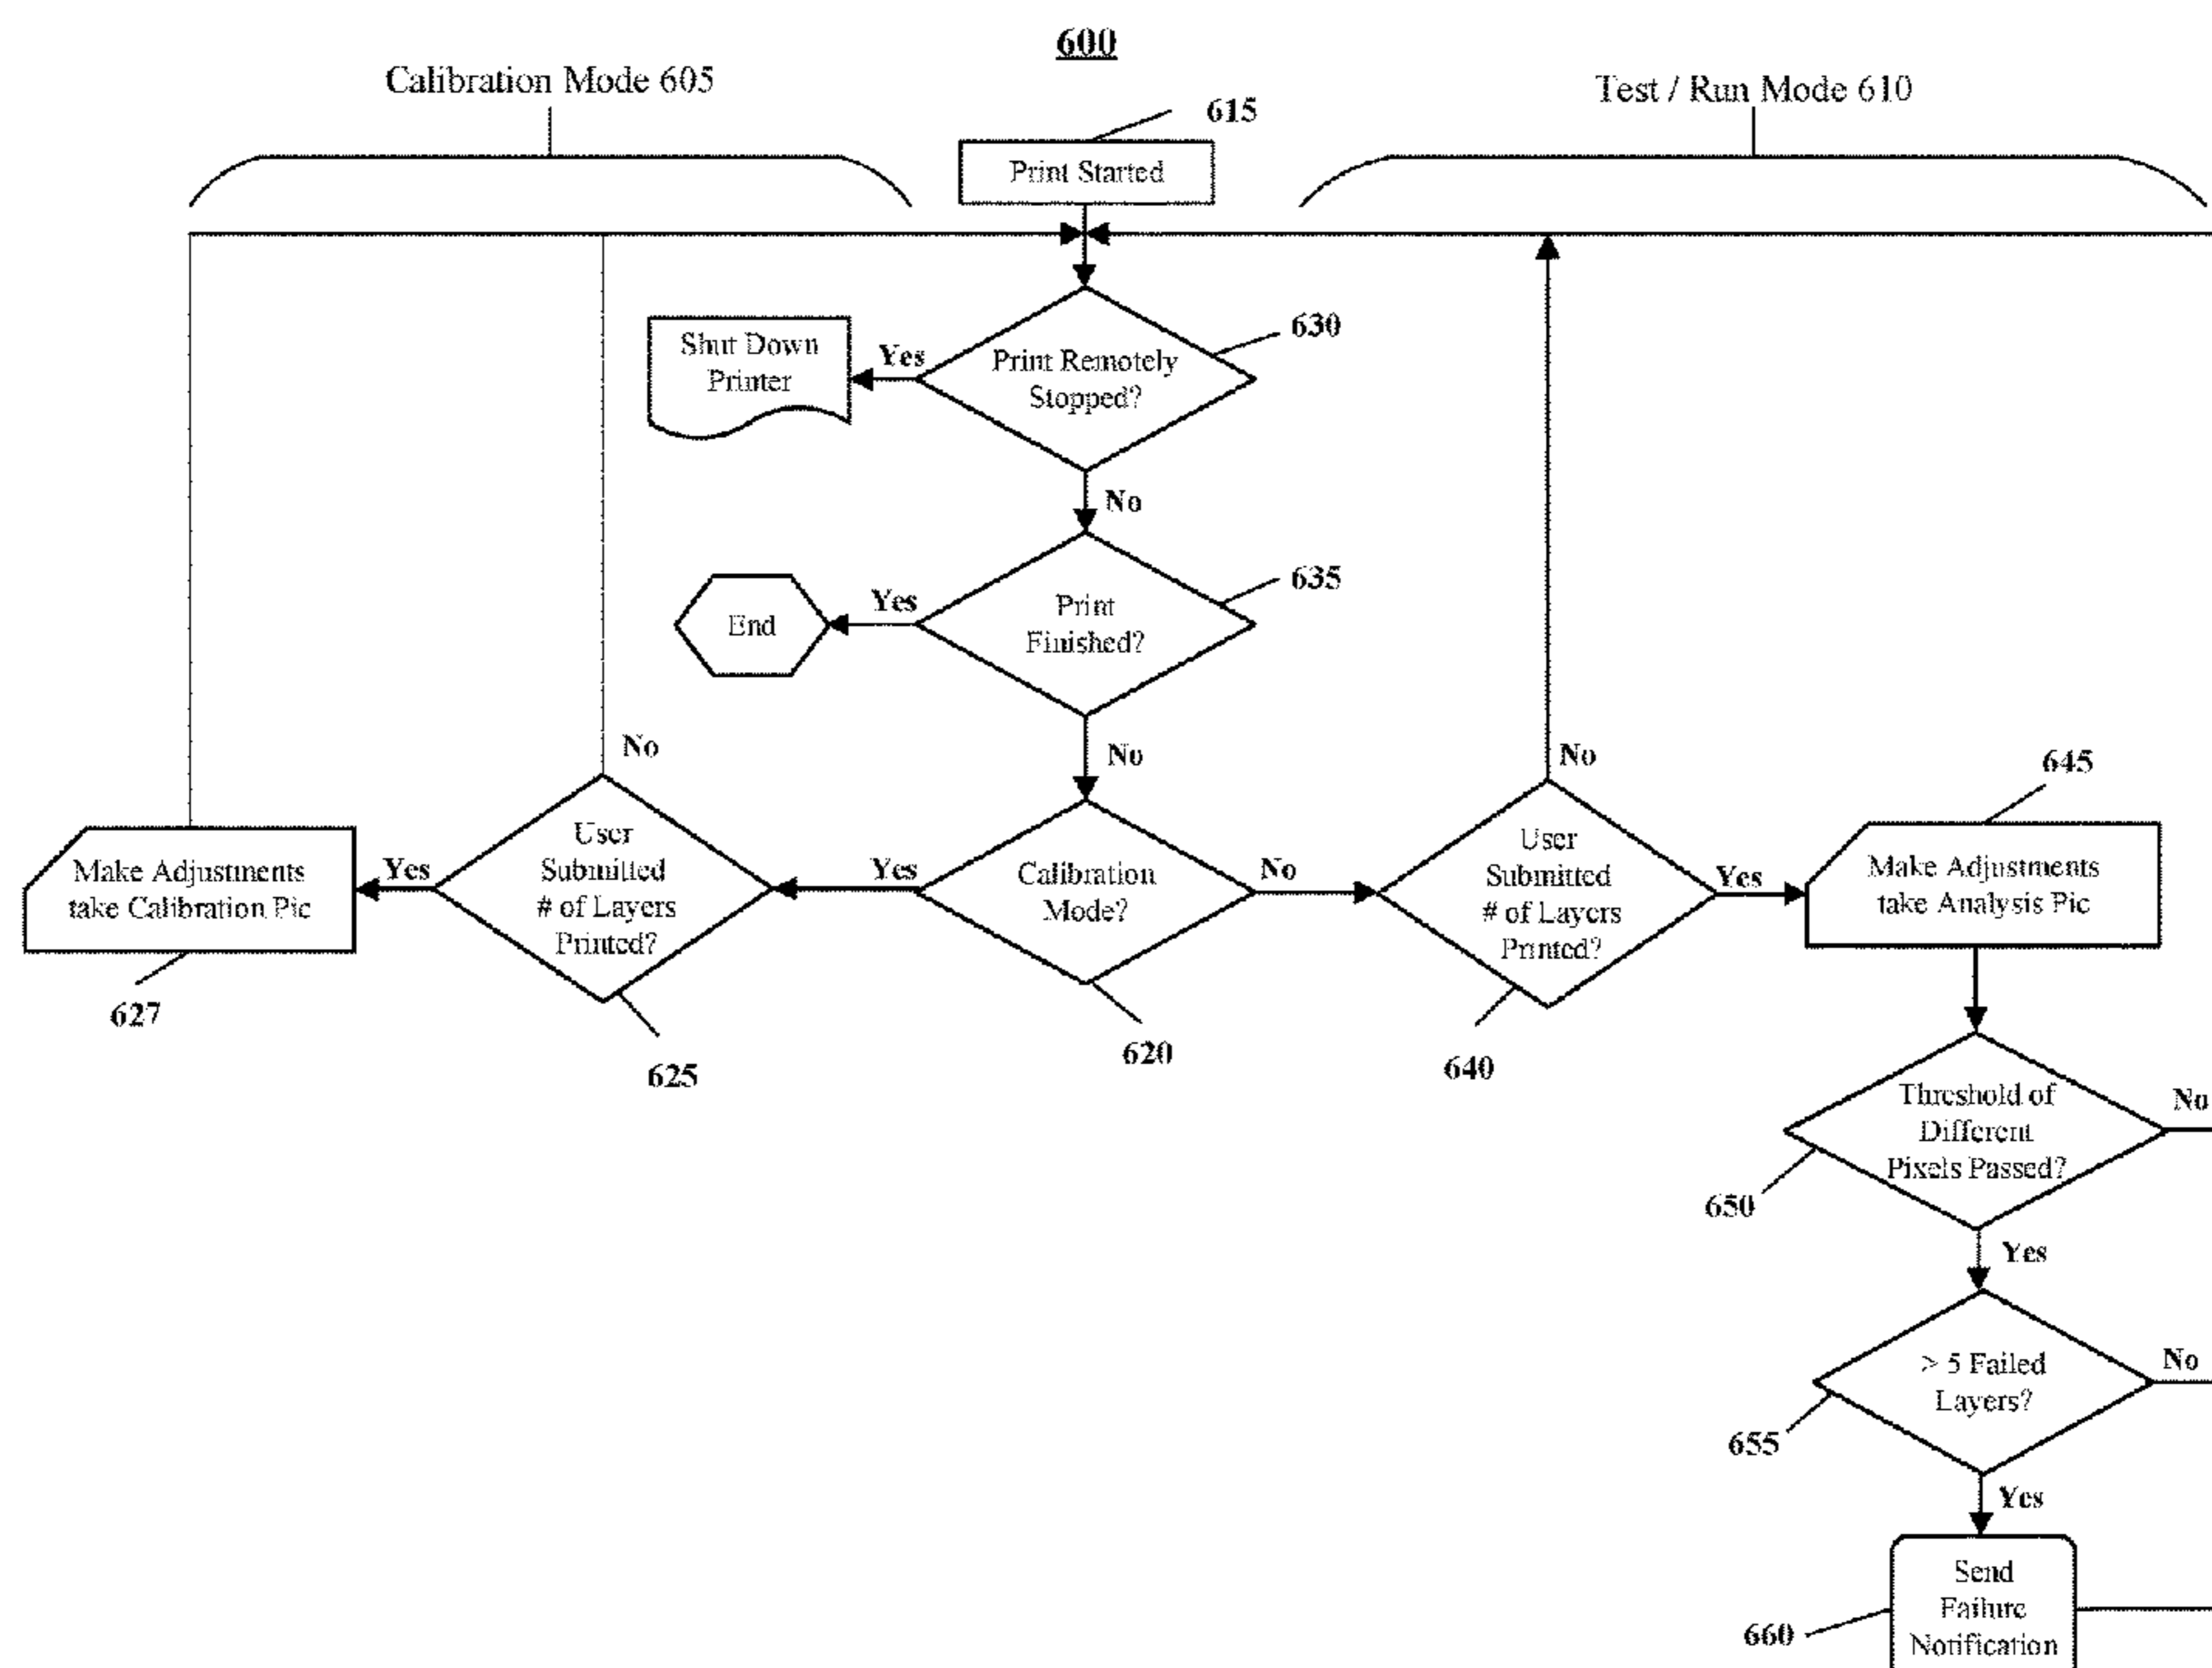 600
Calibration Mode 605
Test / Run Mode 610
615
Print Started
630
Shut Down
Printer
Yes
Print Remotely
Stopped?
No
635
End
Yes
Print
Finished?
No
No
No
645
Make Adjustments
take Calibration Pic
Yes
User
Submitted
# of Layers
Printed?
Yes
Calibration
Mode?
No
User
Submitted
# of Layers
Printed?
Yes
Make Adjustments
take Analysis Pic
627
625
620
640
Threshold of
Different
Pixels Passed?
No
650
Yes
> 5 Failed
Layers?
No
655
Yes
Send
Failure
Notification
660